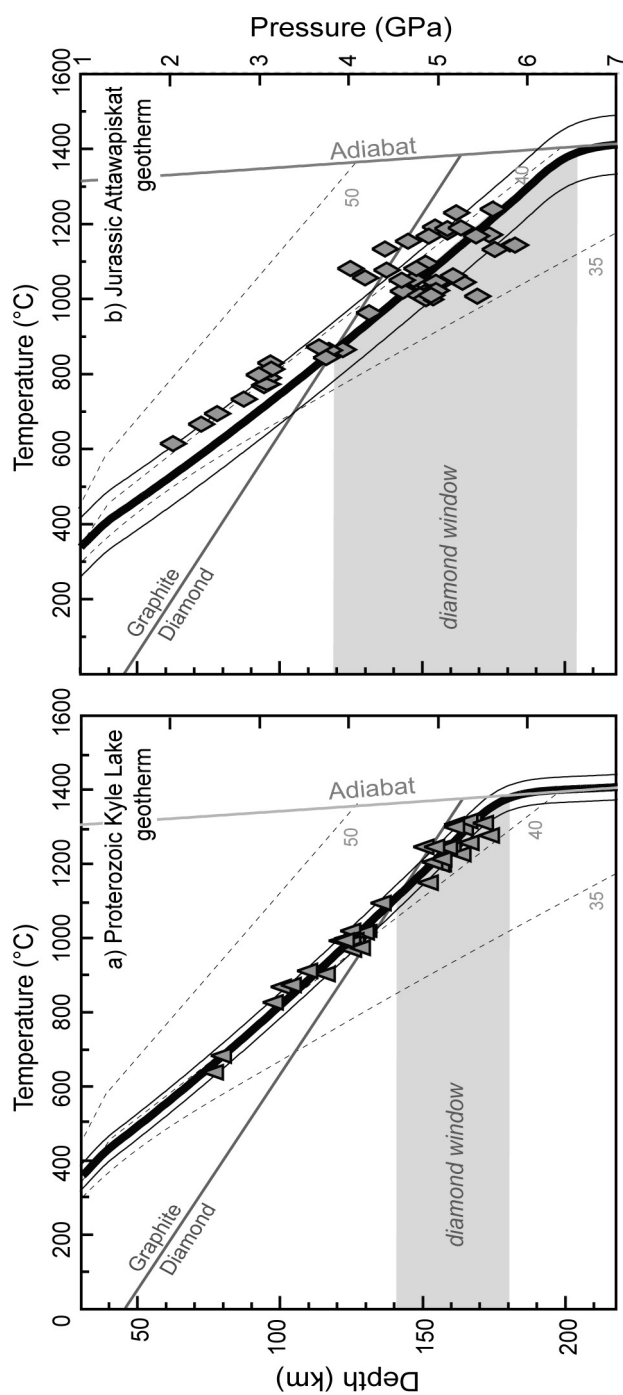 Temperature (°C)
0 200 400 600 800 1000 1200 1400 1600
a) Proterozoic Kyle Lake
geotherm
Adiabat
50
40
35
Graphite
Diamond
diamond window
Depth (km)
50
100
150
200
Temperature (°C)
200 400 600 800 1000 1200 1400 1600
b) Jurassic Attawapiskat
geotherm
Adiabat
50
40
35
Graphite
Diamond
diamond window
Pressure (GPa)
1
2
3
4
5
6
7